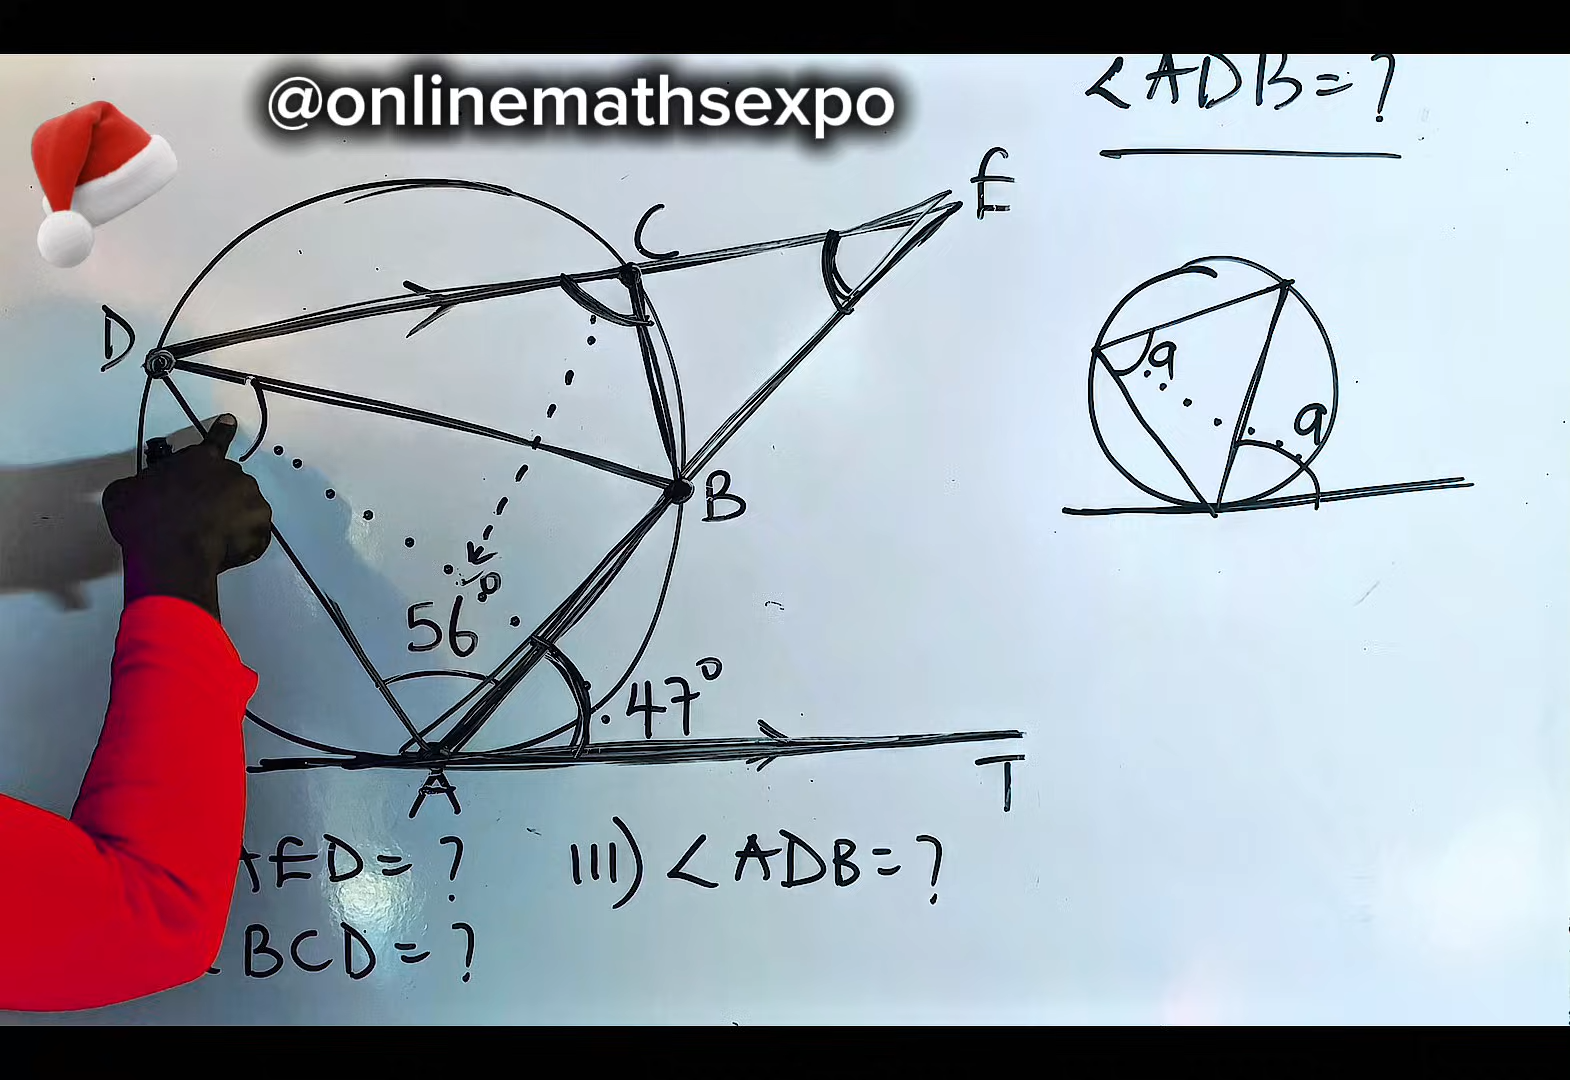 @onlinemathsexpo
<ADB=?
E
C
D
a
a
B
56°
47°
A
T
AED=? III) <ADB=?
<BCD=?